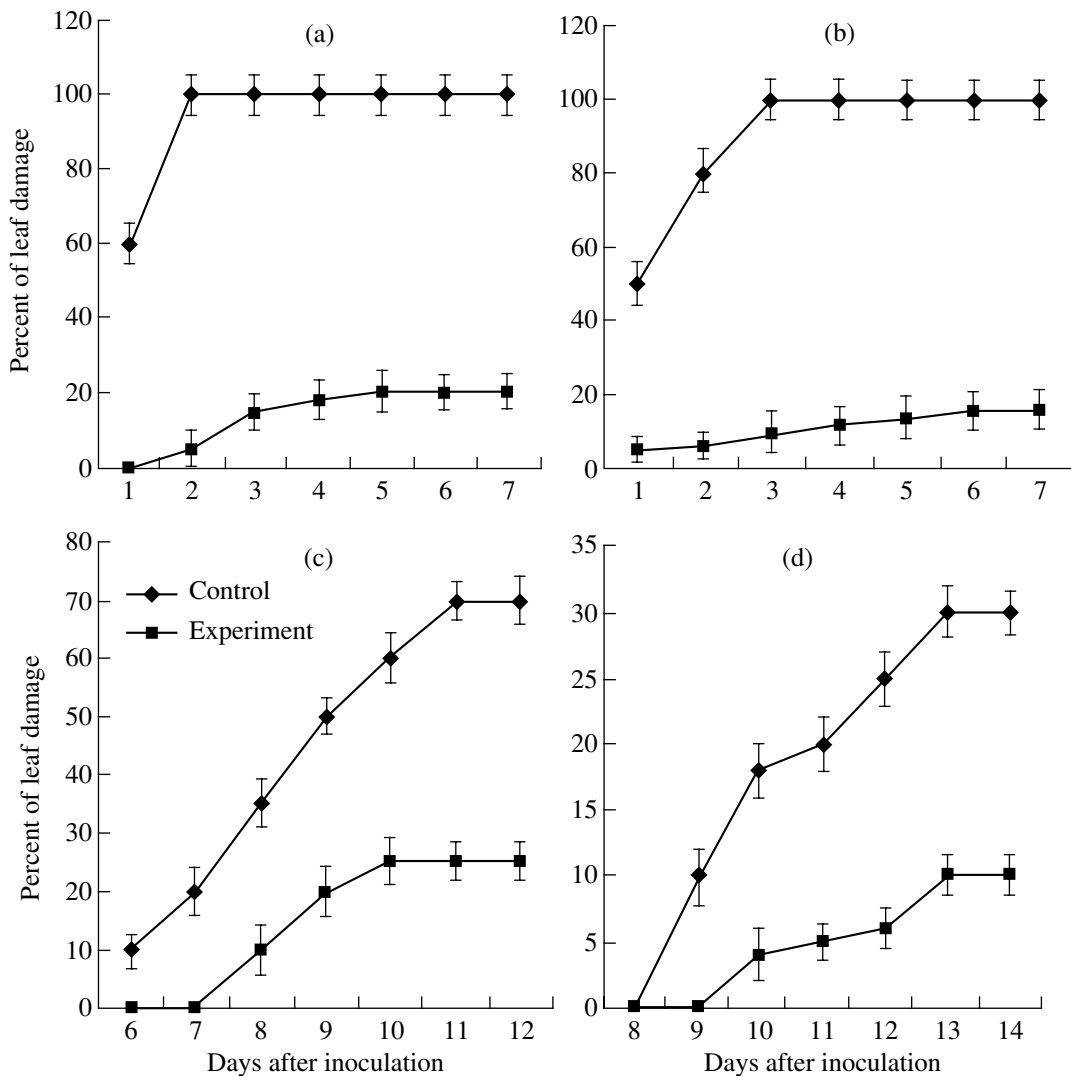 (a)
120
100
80
60
40
20
0
1 2 3 4 5 6 7
Percent of leaf damage
(b)
120
100
80
60
40
20
0
1 2 3 4 5 6 7
(c)
80
70
60
50
40
30
20
10
0
Control
Experiment
6 7 8 9 10 11 12
Percent of leaf damage
Days after inoculation
(d)
35
30
25
20
15
10
5
0
8 9 10 11 12 13 14
Days after inoculation